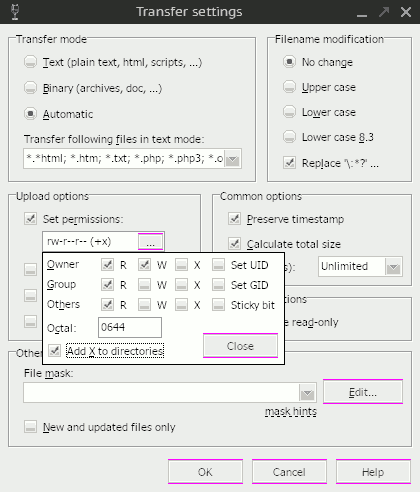 Transfer settings
Transfer mode
Text (plain text, html, scripts, ...)
Binary (archives, doc, ...)
Automatic
Transfer following files in text mode:
*.*html; *.htm; *.txt; *.php; *.php3; *.c
Filename modification
No change
Upper case
Lower case
Lower case 8.3
Replace '\:*?' ...
Upload options
Set permissions:
rw-r--r-- (+x) ...
Owner R W X Set UID
Group R W X Set GID
Others R W X Sticky bit
Octal: 0644
Close
Add X to directories
Common options
Preserve timestamp
Calculate total size
s): Unlimited
tions
e read-only
Other
File mask:
Edit...
mask hints
New and updated files only
OK Cancel Help